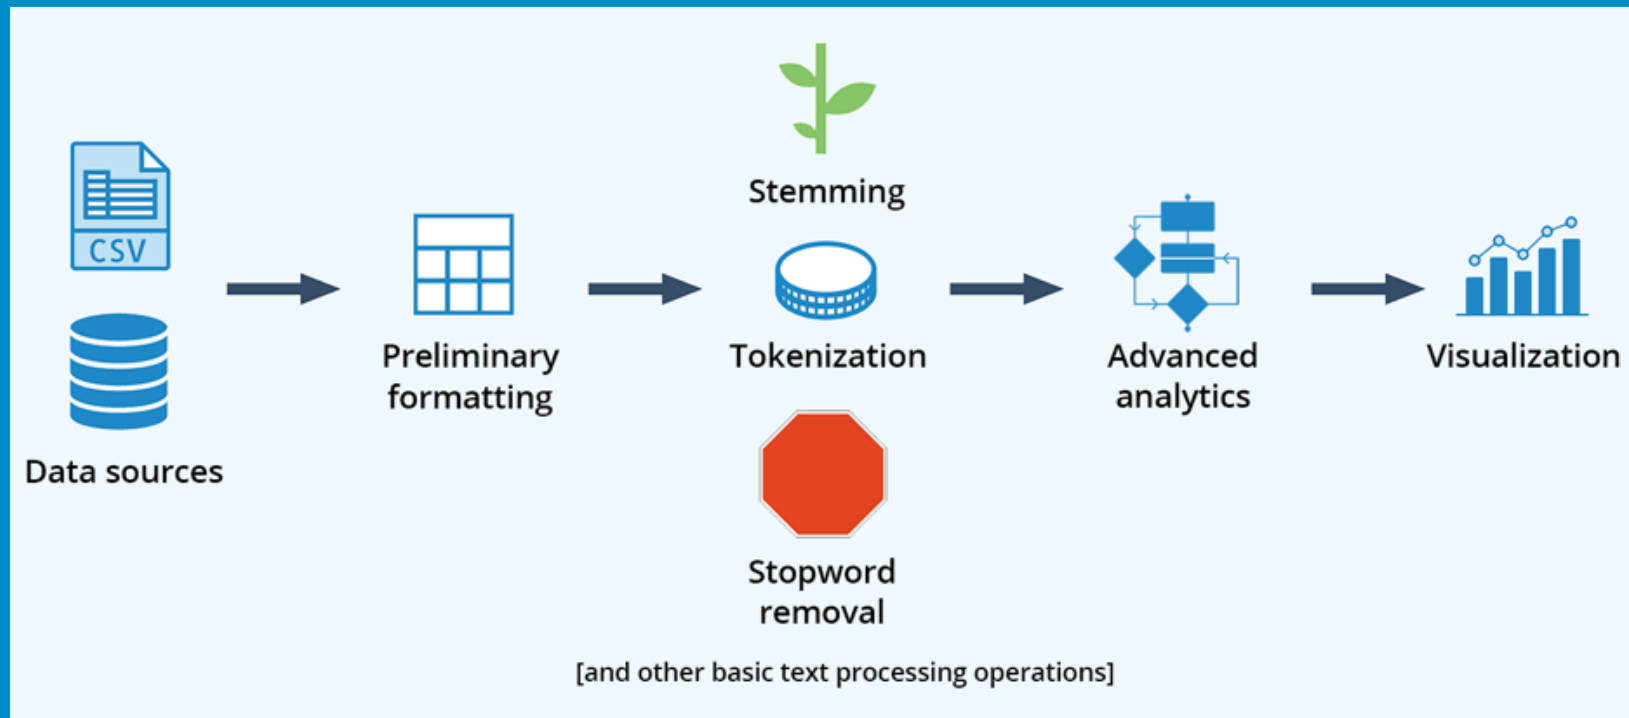 CSV
Data sources
Preliminary
formatting
Stemming
Tokenization
Stopword
removal
[and other basic text processing operations]
Advanced
analytics
Visualization